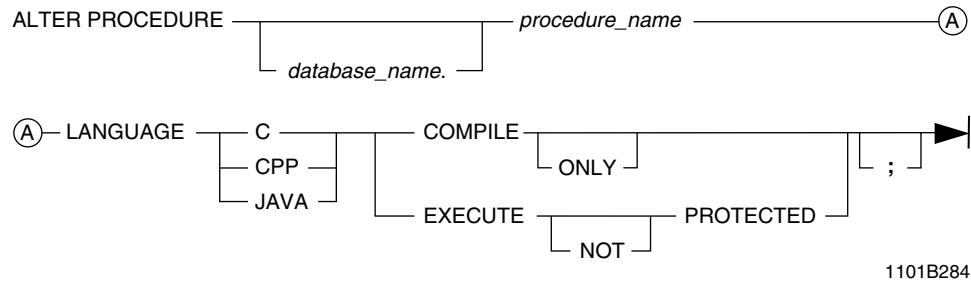 ALTER PROCEDURE procedure_name A
database_name.
A LANGUAGE C COMPILE
CPP ONLY ;
JAVA
EXECUTE PROTECTED
NOT
1101B284